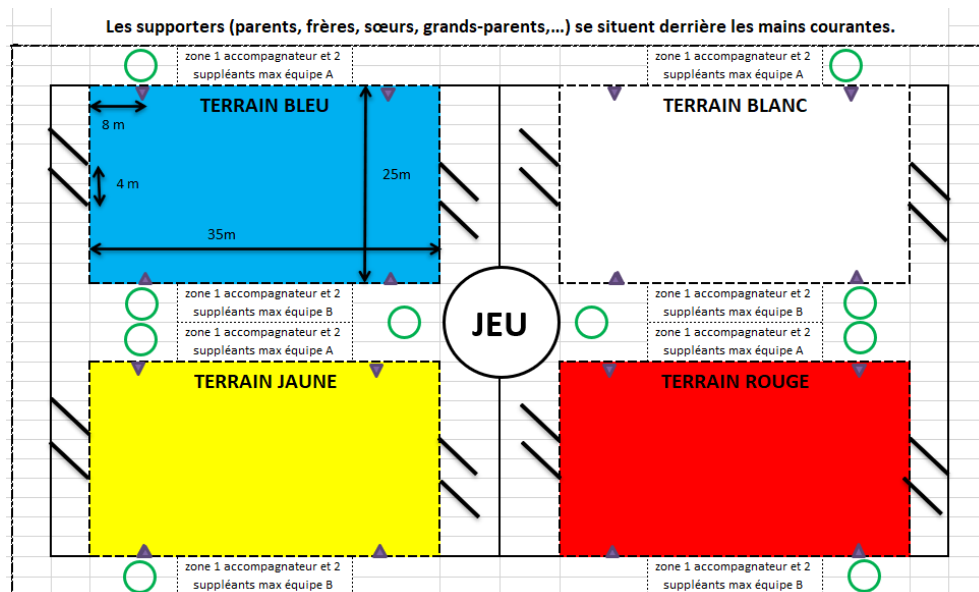 Les supporters (parents, frères, sœurs, grands-parents,…) se situent derrière les mains courantes.
zone 1 accompagnateur et 2
suppléants max équipe A
zone 1 accompagnateur et 2
suppléants max équipe A
TERRAIN BLEU
TERRAIN BLANC
8 m
4 m
25m
35m
zone 1 accompagnateur et 2
suppléants max équipe B
zone 1 accompagnateur et 2
suppléants max équipe A
JEU
zone 1 accompagnateur et 2
suppléants max équipe B
zone 1 accompagnateur et 2
suppléants max équipe A
TERRAIN JAUNE
TERRAIN ROUGE
zone 1 accompagnateur et 2
suppléants max équipe B
zone 1 accompagnateur et 2
suppléants max équipe B